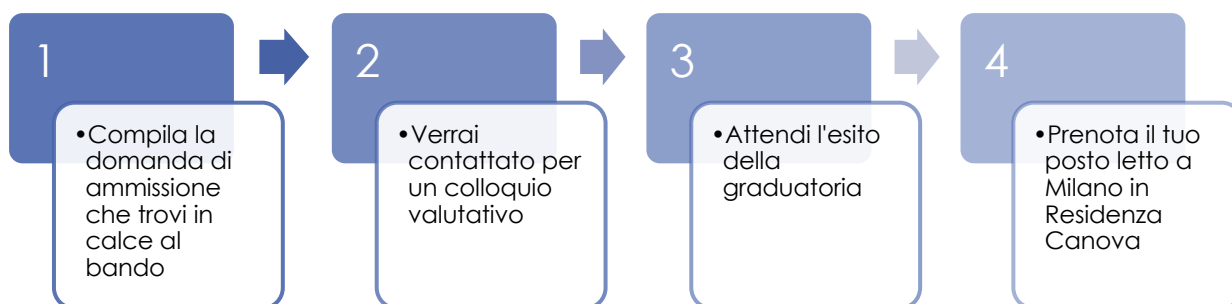 1
•Compila la
domanda di
ammissione
che trovi in
calce al
bando
2
•Verrai
contattato per
un colloquio
valutativo
3
•Attendi l'esito
della
graduatoria
4
•Prenota il tuo
posto letto a
Milano in
Residenza
Canova